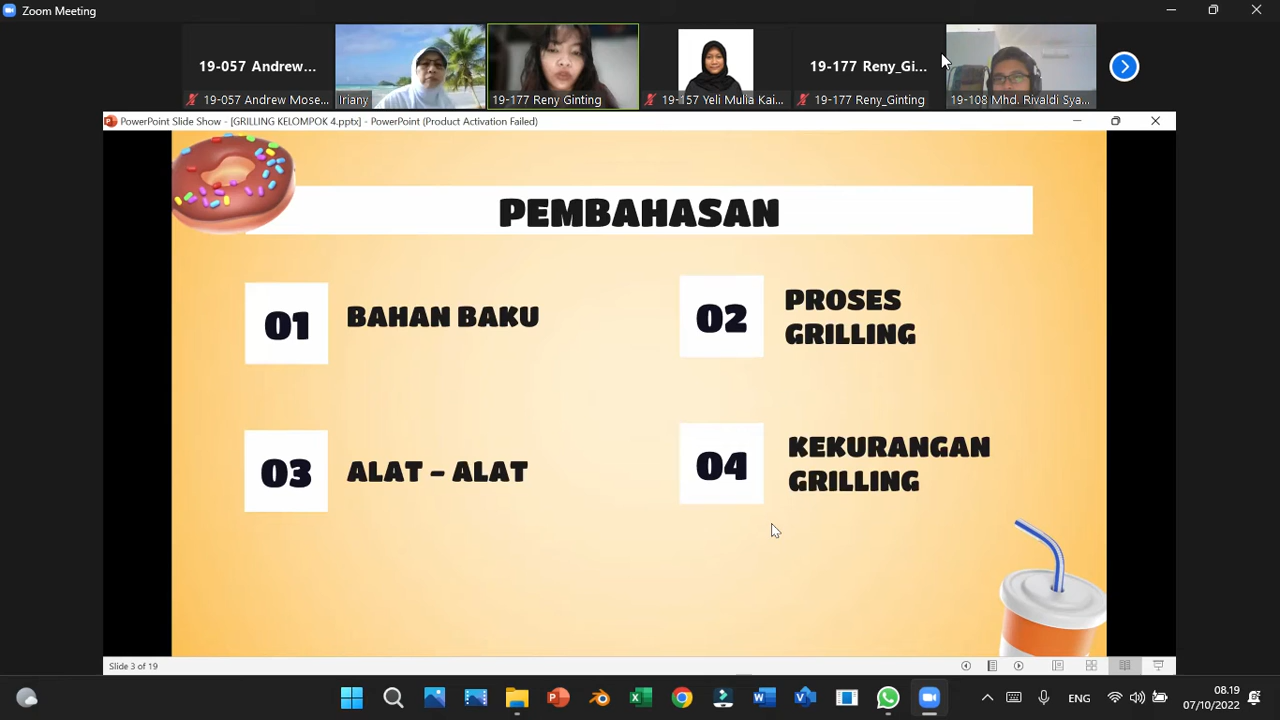 Zoom Meeting
19-057 Andrew...
19-177 Reny_Gi...
19-057 Andrew Mose...
Iriany
19-177 Reny Ginting
19-157 Yeli Mulia Kai...
19-177 Reny_Ginting
19-108 Mhd. Rivaldi Sya...
PowerPoint Slide Show - [GRILLING KELOMPOK 4.pptx] - PowerPoint (Product Activation Failed)
PEMBAHASAN
01
BAHAN BAKU
02
PROSES
GRILLING
03
ALAT – ALAT
04
KEKURANGAN
GRILLING
Slide 3 of 19
ENG
08.19
07/10/2022